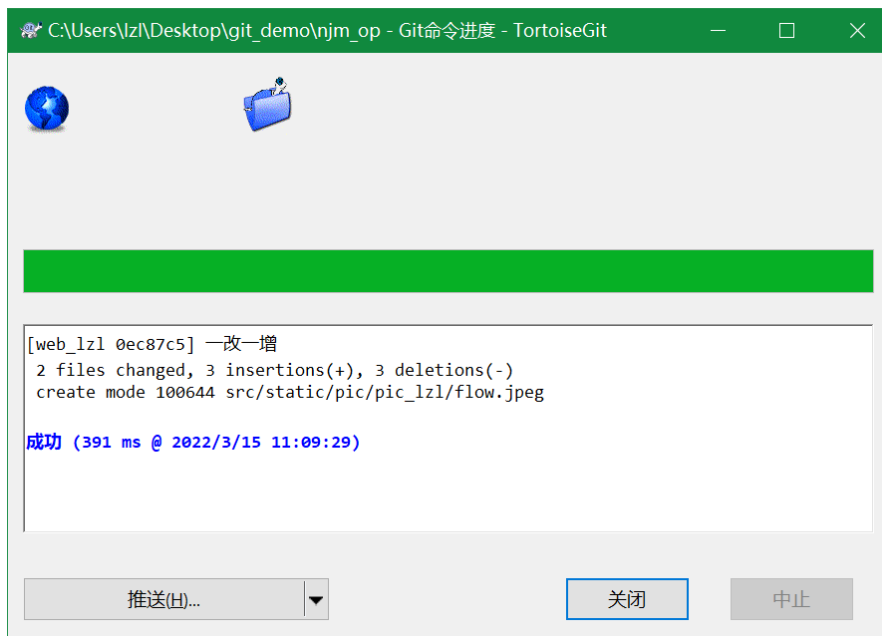 C:\Users\lzl\Desktop\git_demo\njm_op - Git命令进度 - TortoiseGit
[web_lzl 0ec87c5] 一改一增
2 files changed, 3 insertions(+), 3 deletions(-)
create mode 100644 src/static/pic/pic_lzl/flow.jpeg
成功 (391 ms @ 2022/3/15 11:09:29)
推送(H)...
关闭
中止